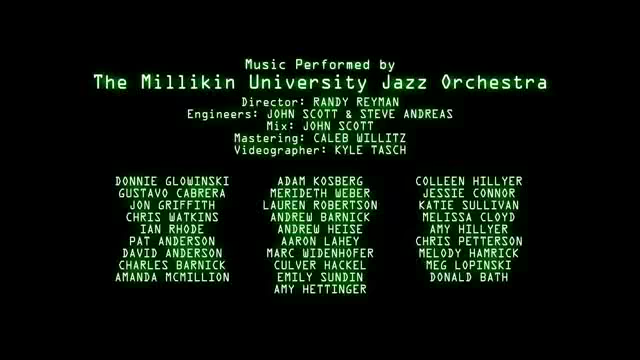 Music Performed by
The Millikin University Jazz Orchestra
Director: RANDY REYMAN
Engineers: JOHN SCOTT & STEVE ANDREAS
Mix: JOHN SCOTT
Mastering: CALEB WILLITZ
Videographer: KYLE TASCH
DONNIE GLOWINSKI
GUSTAVO CABRERA
JON GRIFFITH
CHRIS WATKINS
IAN RHODE
PAT ANDERSON
DAVID ANDERSON
CHARLES BARNICK
AMANDA MCMILLION
ADAM KOSBERG
MERIDETH WEBER
LAUREN ROBERTSON
ANDREW BARNICK
ANDREW HEISE
AARON LAHEY
MARC WIDENHOFER
CULVER HACKEL
EMILY SUNDIN
AMY HETTINGER
COLLEEN HILLYER
JESSIE CONNOR
KATIE SULLIVAN
MELISSA CLOYD
AMY HILLYER
CHRIS PETTERSON
MELODY HAMRICK
MEG LOPINSKI
DONALD BATH